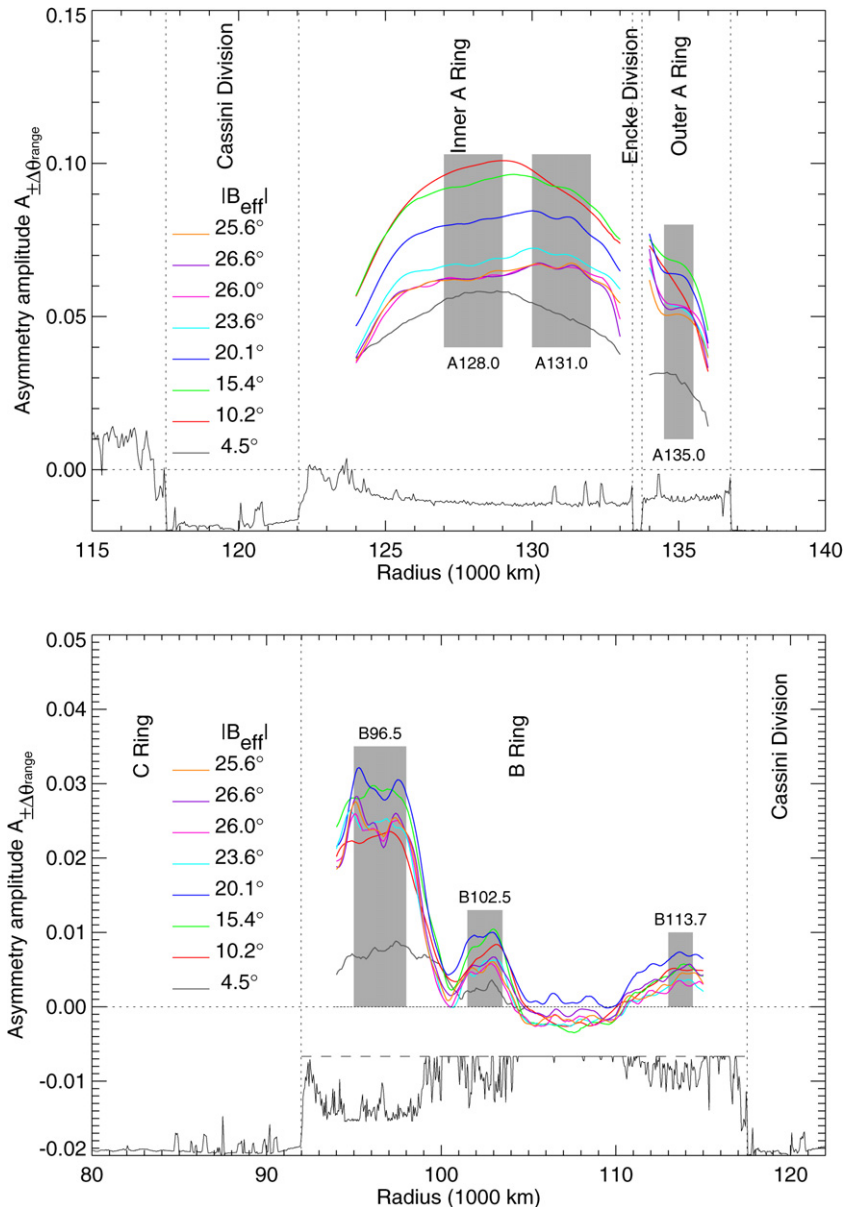 0.15
0.10
0.05
0.00
Asymmetry amplitude A±Δθrange
Cassini Division
Inner A Ring
Encke Division
Outer A Ring
|Beff|
25.6°
26.6°
26.0°
23.6°
20.1°
15.4°
10.2°
4.5°
A128.0
A131.0
A135.0
115 120 125 130 135 140
Radius (1000 km)
0.05
0.04
0.03
0.02
0.01
0.00
-0.01
-0.02
Asymmetry amplitude A±Δθrange
C Ring
B Ring
Cassini Division
|Beff|
25.6°
26.6°
26.0°
23.6°
20.1°
15.4°
10.2°
4.5°
B96.5
B102.5
B113.7
80 90 100 110 120
Radius (1000 km)